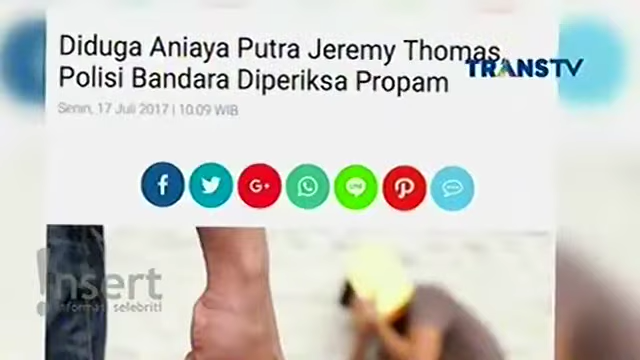 Diduga Aniaya Putra Jeremy Thomas,
Polisi Bandara Diperiksa Propam
TRANSTV
Senin, 17 Juli 2017 | 10.09 WIB
f
G+
LINE
insert
informasi selebriti